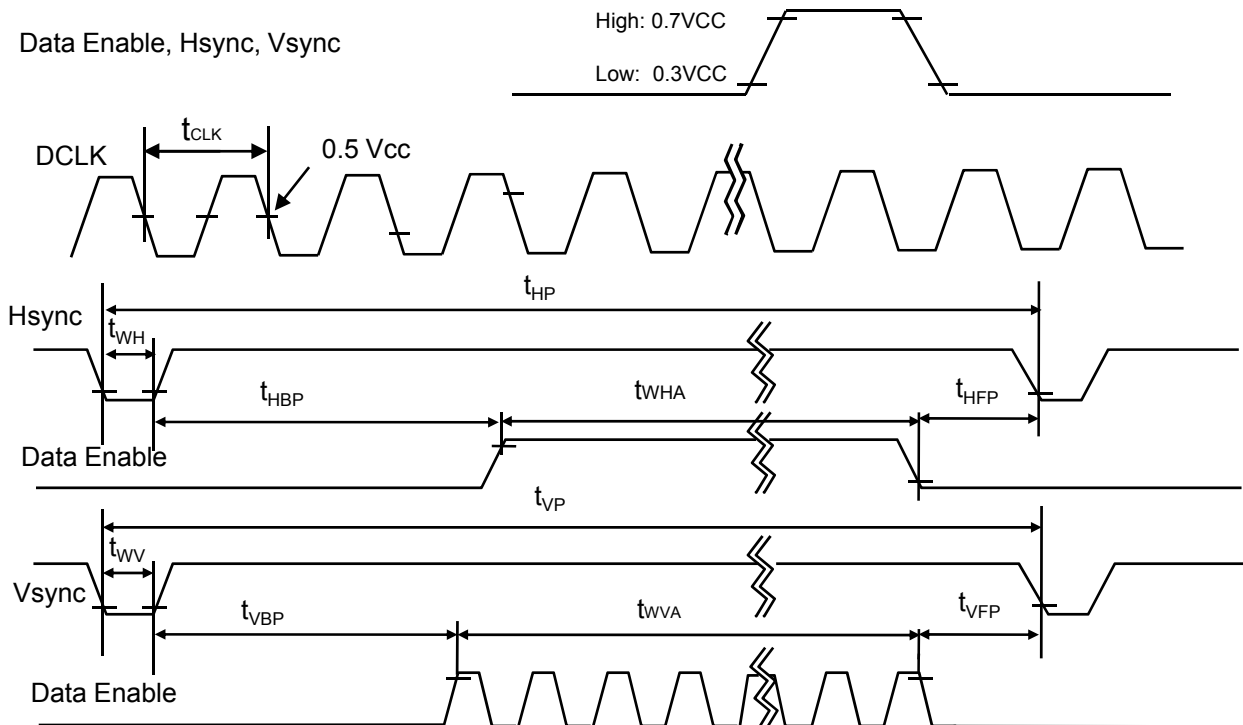 High: 0.7VCC
Data Enable, Hsync, Vsync
Low: 0.3VCC
tCLK
DCLK
0.5 Vcc
tHP
Hsync
tWH
tHBP
tWHA
tHFP
Data Enable
tVP
tWV
Vsync
tVBP
tWVA
tVFP
Data Enable